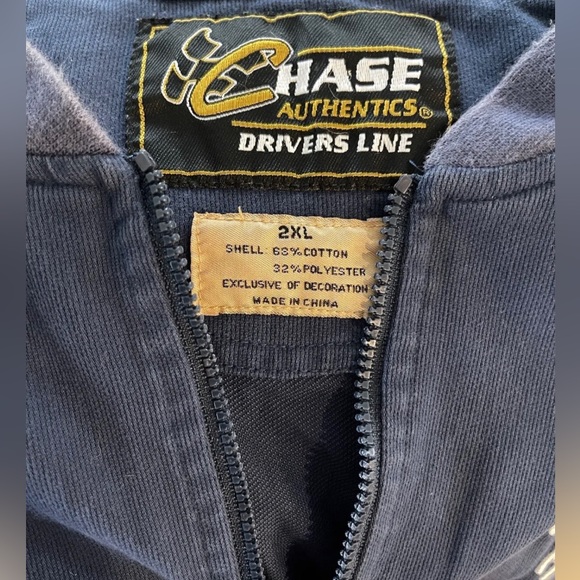 CHASE
AUTHENTICS®
DRIVERS LINE
2XL
SHELL: 68% COTTON
32% POLYESTER
EXCLUSIVE OF DECORATION
MADE IN CHINA